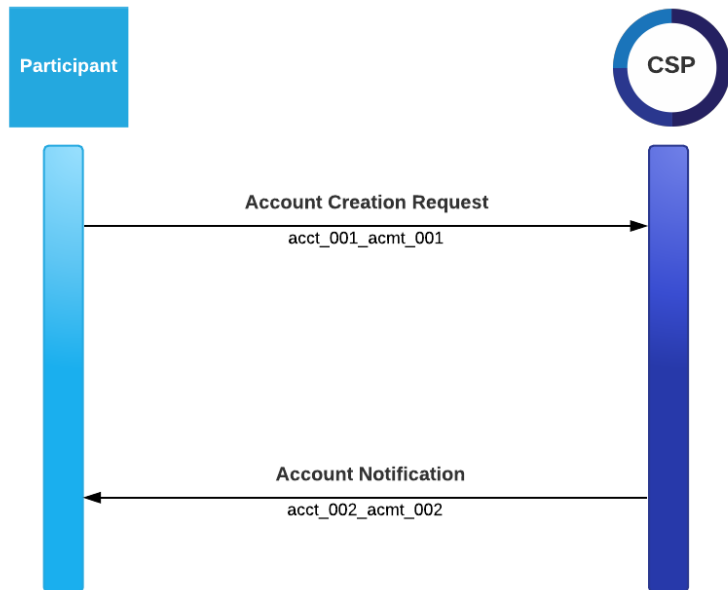 Participant
CSP
Account Creation Request
acct_001_acmt_001
Account Notification
acct_002_acmt_002